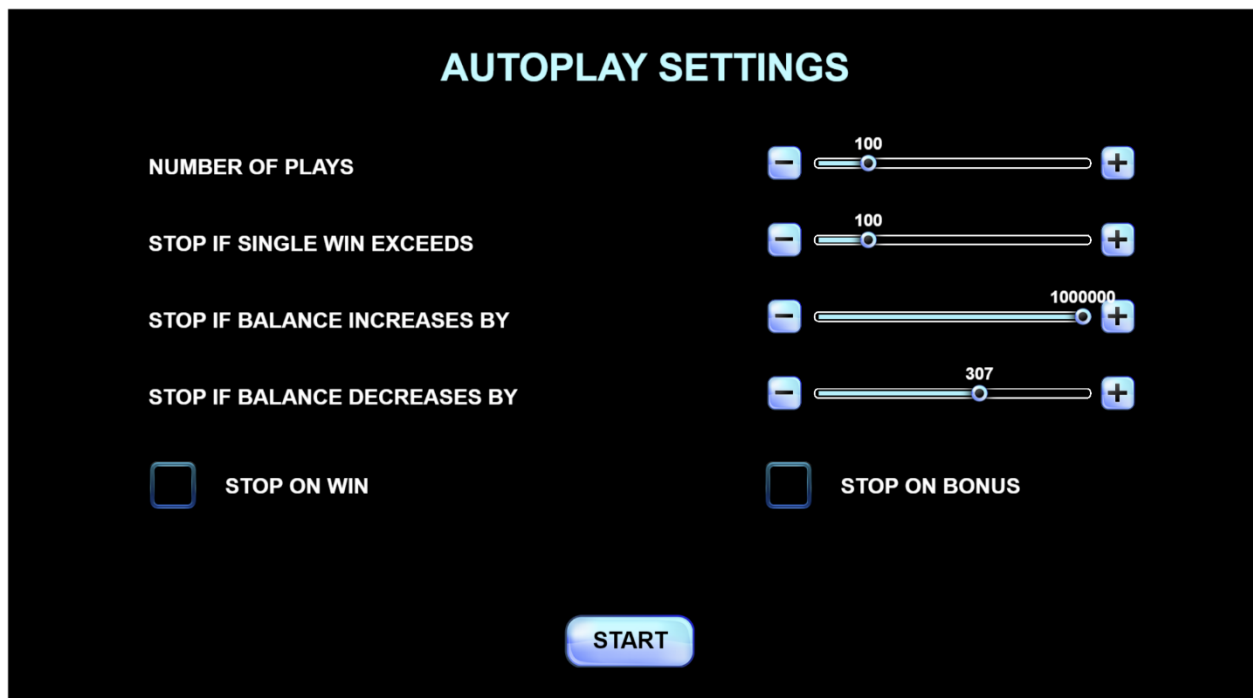 AUTOPLAY SETTINGS
NUMBER OF PLAYS
100
STOP IF SINGLE WIN EXCEEDS
100
STOP IF BALANCE INCREASES BY
1000000
STOP IF BALANCE DECREASES BY
307
STOP ON WIN
STOP ON BONUS
START